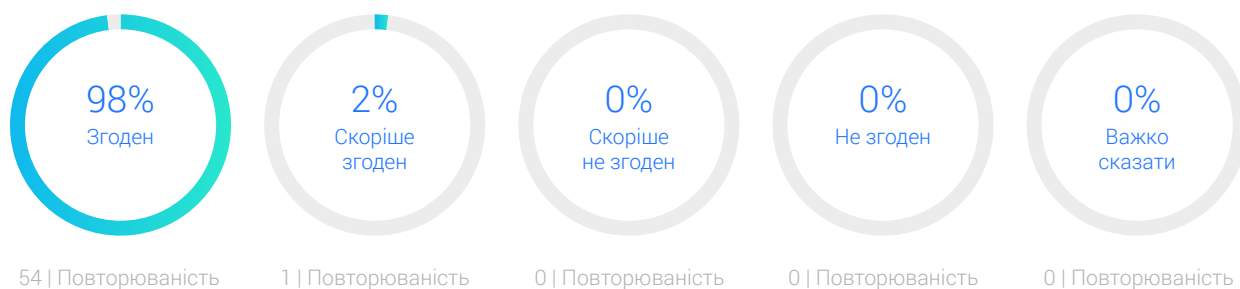 98%
Згоден
2%
Скоріше
згоден
0%
Скоріше
не згоден
0%
Не згоден
0%
Важко
сказати
54 | Повторюваність
1 | Повторюваність
0 | Повторюваність
0 | Повторюваність
0 | Повторюваність